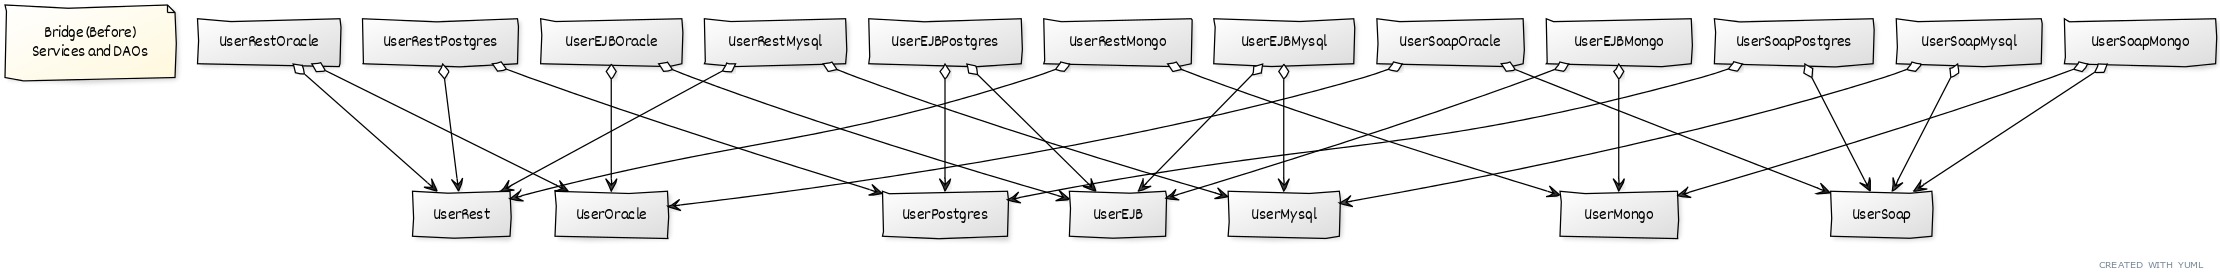 Bridge (Before)
Services and DAOs
UserRestOracle
UserRestPostgres
UserEJBOracle
UserRestMysql
UserEJBPostgres
UserRestMongo
UserEJBMysql
UserSoapOracle
UserEJBMongo
UserSoapPostgres
UserSoapMysql
UserSoapMongo
UserRest
UserOracle
UserPostgres
UserEJB
UserMysql
UserMongo
UserSoap
CREATED WITH YUML